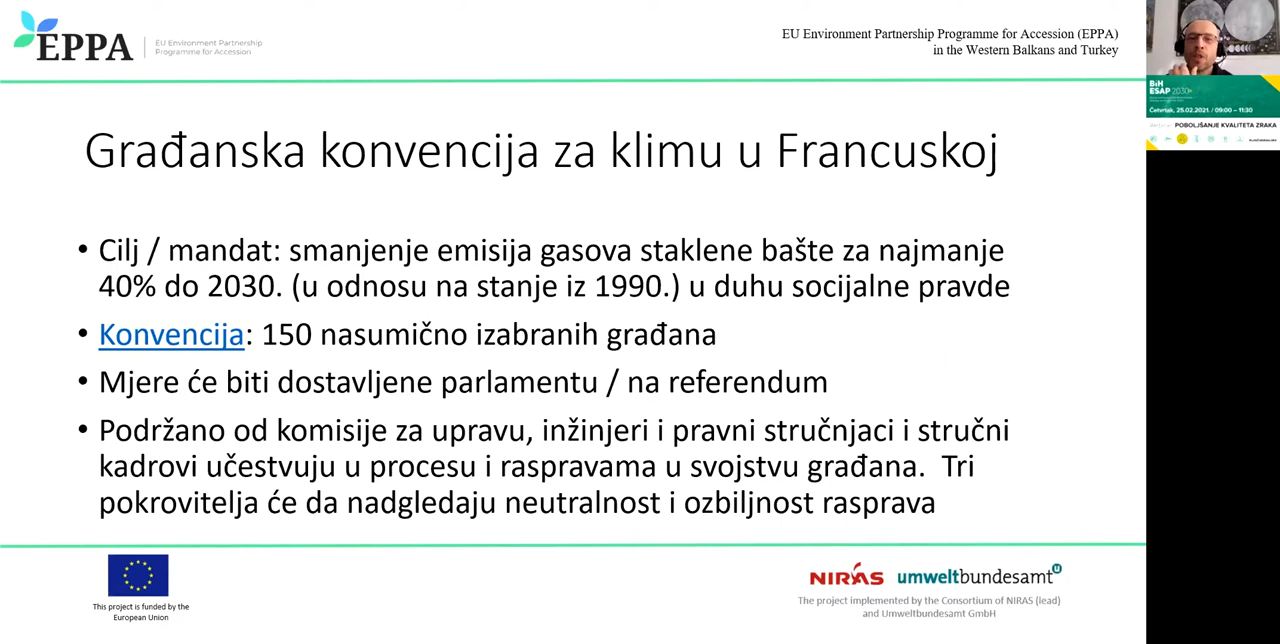 EPPA
EU Environment Partnership
Programme for Accession
EU Environment Partnership Programme for Accession (EPPA)
in the Western Balkans and Turkey
BiH
ESAP 2030+
Četvrtak, 25.02.2021. / 09:00 – 11:30
POBOLJŠANJE KVALITETA ZRAKA
Građanska konvencija za klimu u Francuskoj
• Cilj / mandat: smanjenje emisija gasova staklene bašte za najmanje
40% do 2030. (u odnosu na stanje iz 1990.) u duhu socijalne pravde
• Konvencija: 150 nasumično izabranih građana
• Mjere će biti dostavljene parlamentu / na referendum
• Podržano od komisije za upravu, inžinjeri i pravni stručnjaci i stručni
kadrovi učestvuju u procesu i raspravama u svojstvu građana.  Tri
pokrovitelja će da nadgledaju neutralnost i ozbiljnost rasprava
This project is funded by the
European Union
NIRAS umweltbundesamt
The project implemented by the Consortium of NIRAS (lead)
and Umweltbundesamt GmbH